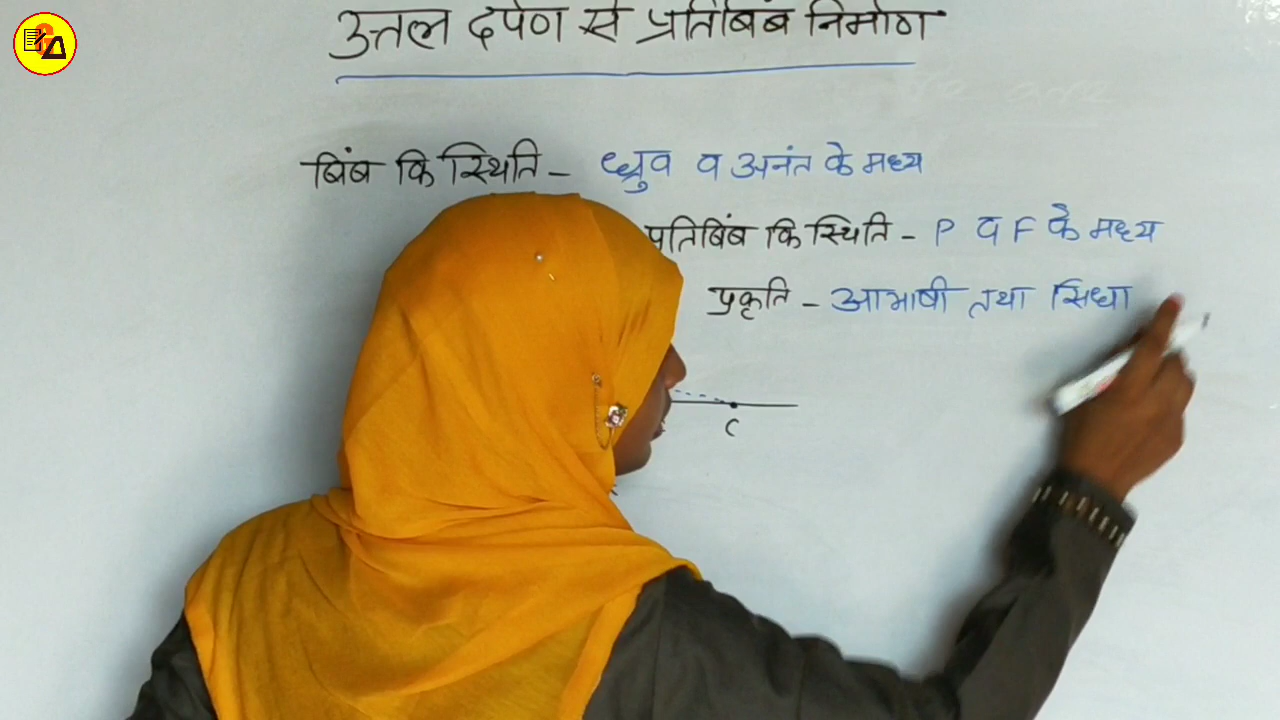 उत्तल दर्पण से प्रतिबिंब निर्माण
बिंब कि स्थिति - ध्रुव व अनंत के मध्य
प्रतिबिंब कि स्थिति - P व F के मध्य
प्रकृति - आभाषी तथा सिधा
C